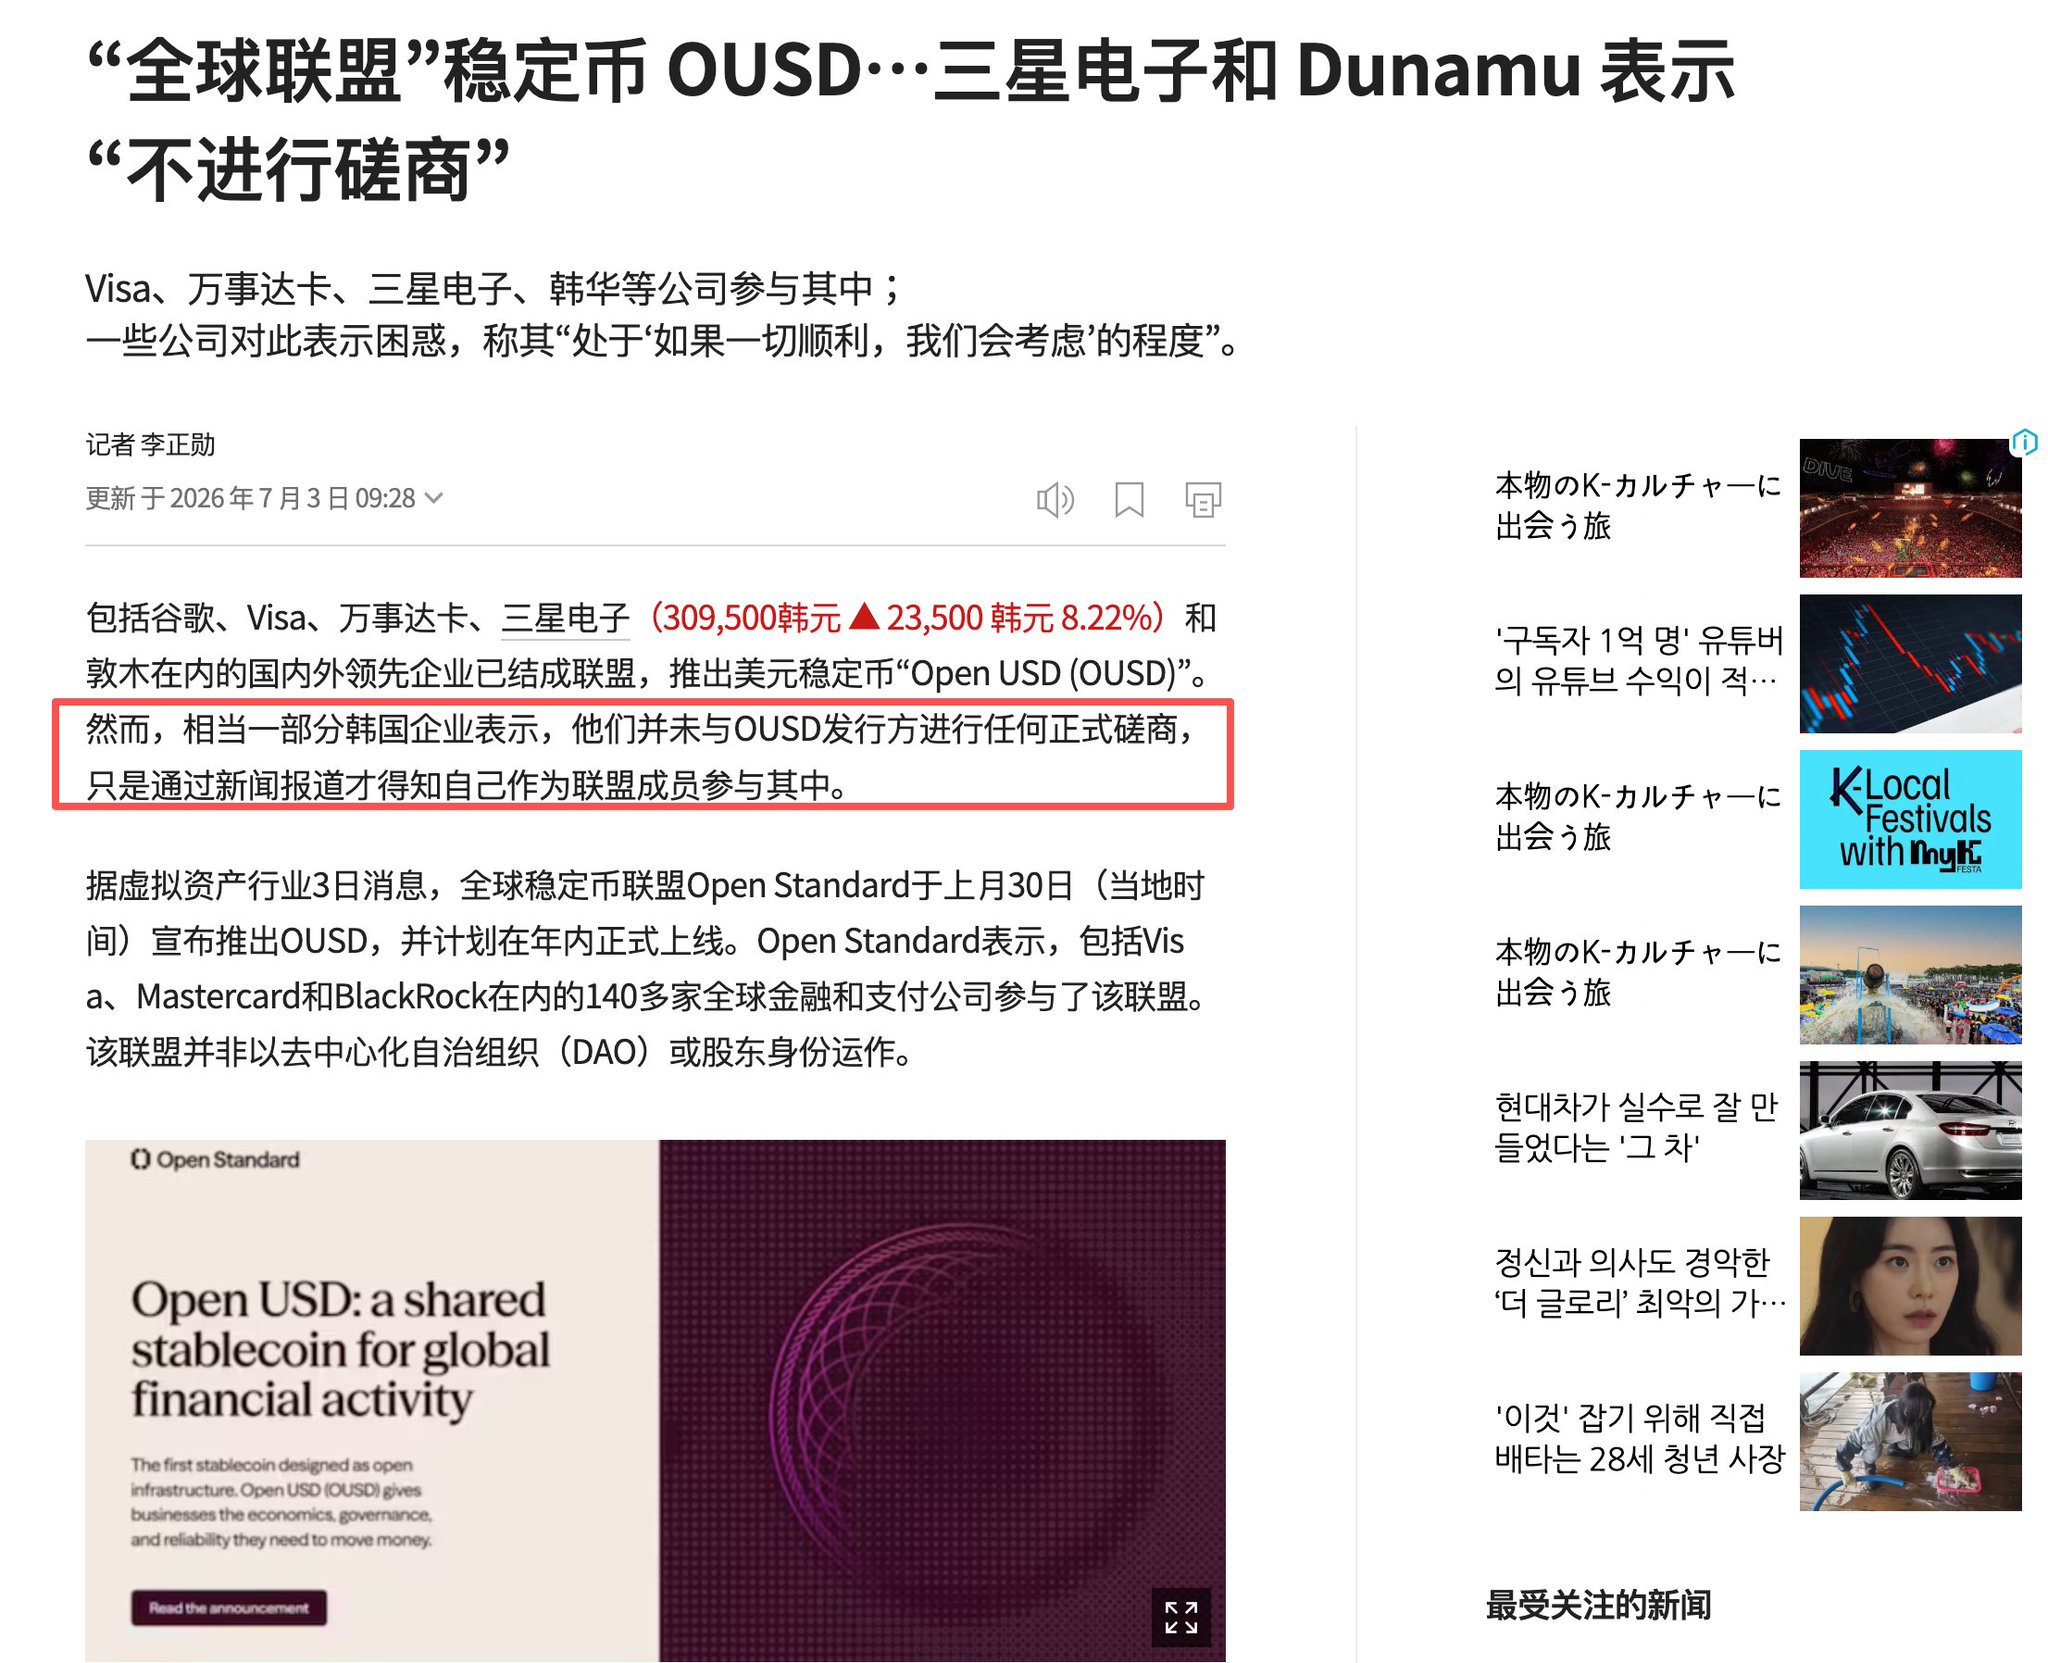 “全球联盟”稳定币 OUSD…三星电子和 Dunamu 表示
“不进行磋商”
Visa、万事达卡、三星电子、韩华等公司参与其中；
一些公司对此表示困惑，称其“处于‘如果一切顺利，我们会考虑’的程度”。
记者 李正勋
更新 于 2026 年 7 月 3 日 09:28
包括谷歌、Visa、万事达卡、三星电子（309,500韩元 ▲ 23,500 韩元 8.22%）和
敦木在内的国内外领先企业已结成联盟，推出美元稳定币“Open USD (OUSD)”。
然而，相当一部分韩国企业表示，他们并未与OUSD发行方进行任何正式磋商，
只是通过新闻报道才得知自己作为联盟成员参与其中。
据虚拟资产行业3日消息，全球稳定币联盟Open Standard于上月30日（当地时
间）宣布推出OUSD，并计划在年内正式上线。Open Standard表示，包括Vis
a、Mastercard和BlackRock在内的140多家全球金融和支付公司参与了该联盟。
该联盟并非以去中心化自治组织（DAO）或股东身份运作。
Open Standard
Open USD: a shared
stablecoin for global
financial activity
The first stablecoin designed as open
infrastructure. Open USD (OUSD) gives
businesses the economics, governance,
and reliability they need to move money.
Read the announcement
本物のK-カルチャーに
出会う旅
DIVE
'구독자 1억 명' 유튜버
의 유튜브 수익이 적…
本物のK-カルチャーに
出会う旅
K-Local
Festivals
with myK
FESTA
本物のK-カルチャーに
出会う旅
현대차가 실수로 잘 만
들었다는 '그 차'
정신과 의사도 경악한
‘더 글로리’ 최악의 가…
'이것' 잡기 위해 직접
배타는 28세 청년 사장
最受关注的新闻